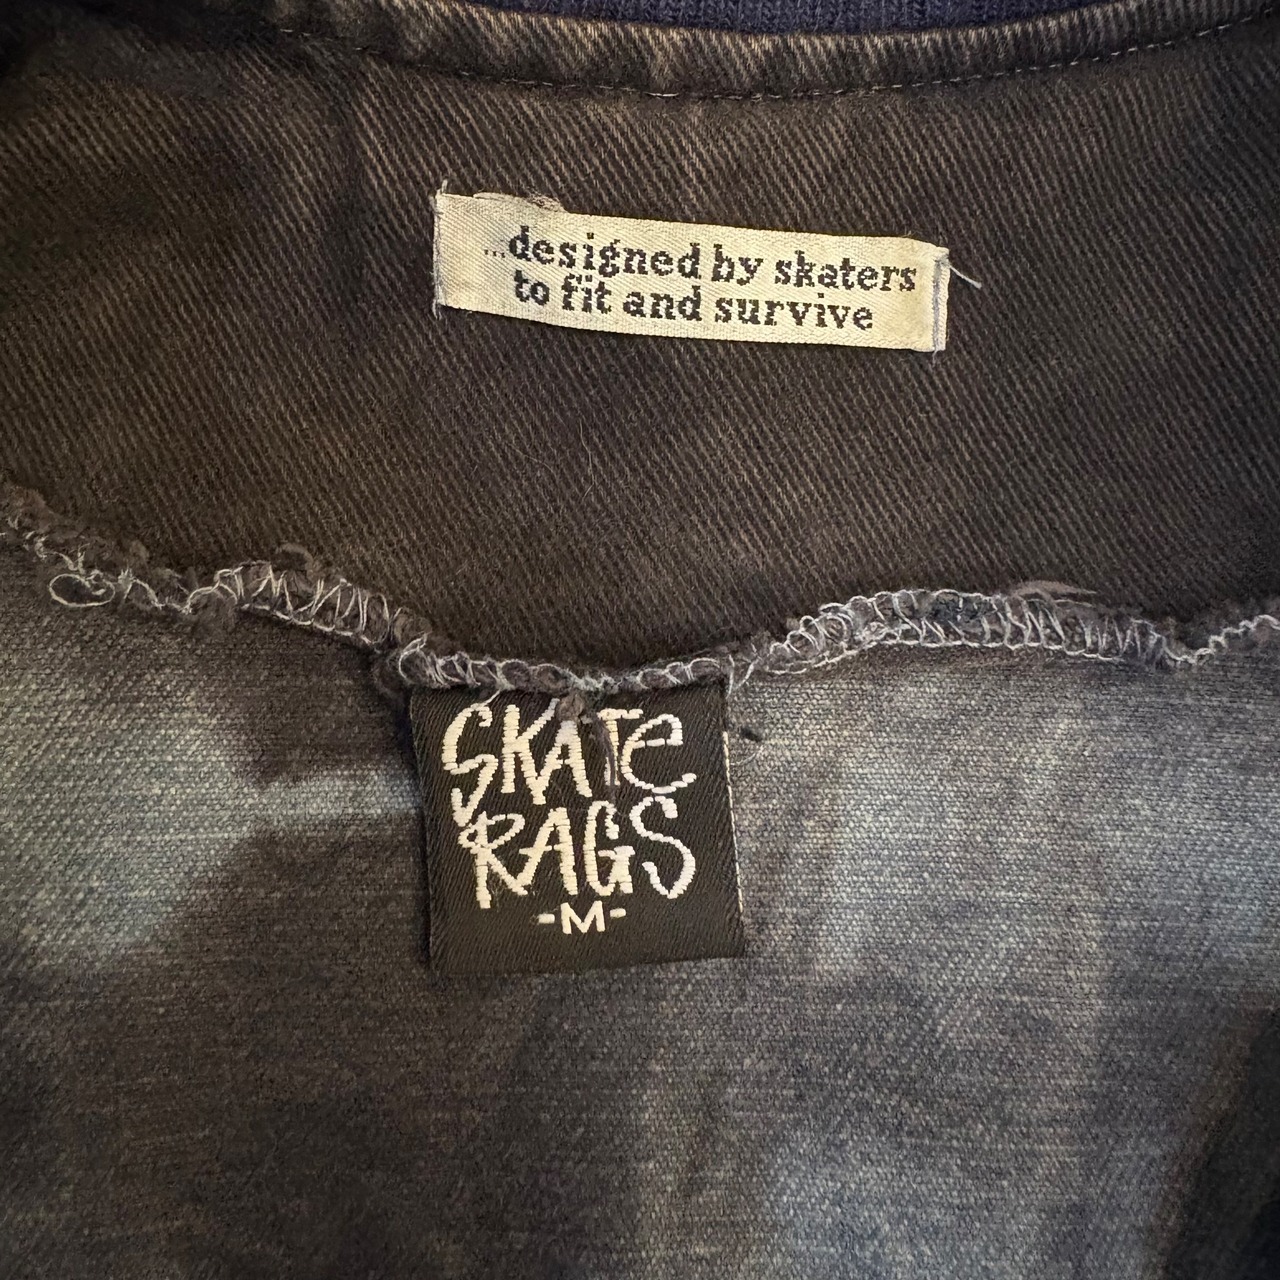 ...designed by skaters
to fit and survive
SKATe
RAGS
-M-